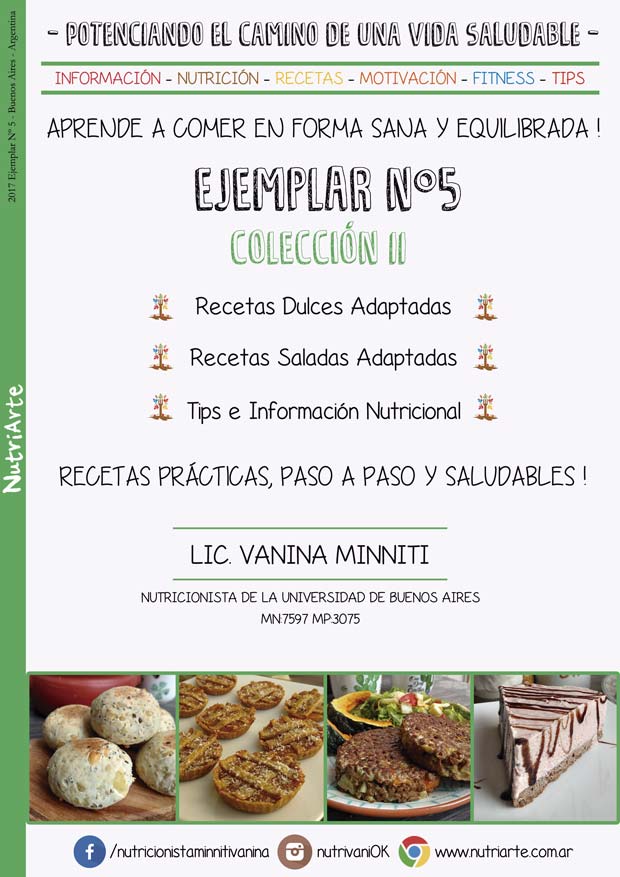 - POTENCIANDO EL CAMINO DE UNA VIDA SALUDABLE -
INFORMACIÓN - NUTRICIÓN - RECETAS - MOTIVACIÓN - FITNESS - TIPS
APRENDE A COMER EN FORMA SANA Y EQUILIBRADA !
EJEMPLAR Nº5
COLECCIÓN II
Recetas Dulces Adaptadas
Recetas Saladas Adaptadas
Tips e Información Nutricional
RECETAS PRÁCTICAS, PASO A PASO Y SALUDABLES !
LIC. VANINA MINNITI
NUTRICIONISTA DE LA UNIVERSIDAD DE BUENOS AIRES
MN:7597 MP:3075
/nutricionistaminnitivanina nutrivaniOK www.nutriarte.com.ar
2017 Ejemplar Nº 5 - Buenos Aires - Argentina
NutriArte